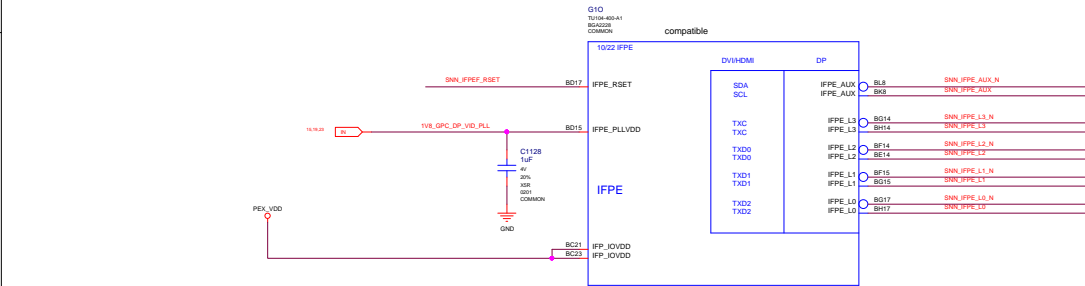 G1O
TU104-400-A1
BGA2228
COMMON
compatible
10/22 IFPE
DVI/HDMI DP
SNN_IFPEF_RSET BD17 IFPE_RSET
SDA IFPE_AUX BL8 SNN_IFPE_AUX_N
SCL IFPE_AUX BK8 SNN_IFPE_AUX
TXC IFPE_L3 BG14 SNN_IFPE_L3_N
TXC IFPE_L3 BH14 SNN_IFPE_L3
15,19,20 IN 1V8_GPC_DP_VID_PLL BD15 IFPE_PLLVDD
TXD0 IFPE_L2 BF14 SNN_IFPE_L2_N
TXD0 IFPE_L2 BE14 SNN_IFPE_L2
C1128
1uF
4V
20%
X5R
0201
COMMON
GND
TXD1 IFPE_L1 BF15 SNN_IFPE_L1_N
TXD1 IFPE_L1 BG15 SNN_IFPE_L1
IFPE
TXD2 IFPE_L0 BG17 SNN_IFPE_L0_N
TXD2 IFPE_L0 BH17 SNN_IFPE_L0
PEX_VDD
BC21 IFP_IOVDD
BC23 IFP_IOVDD